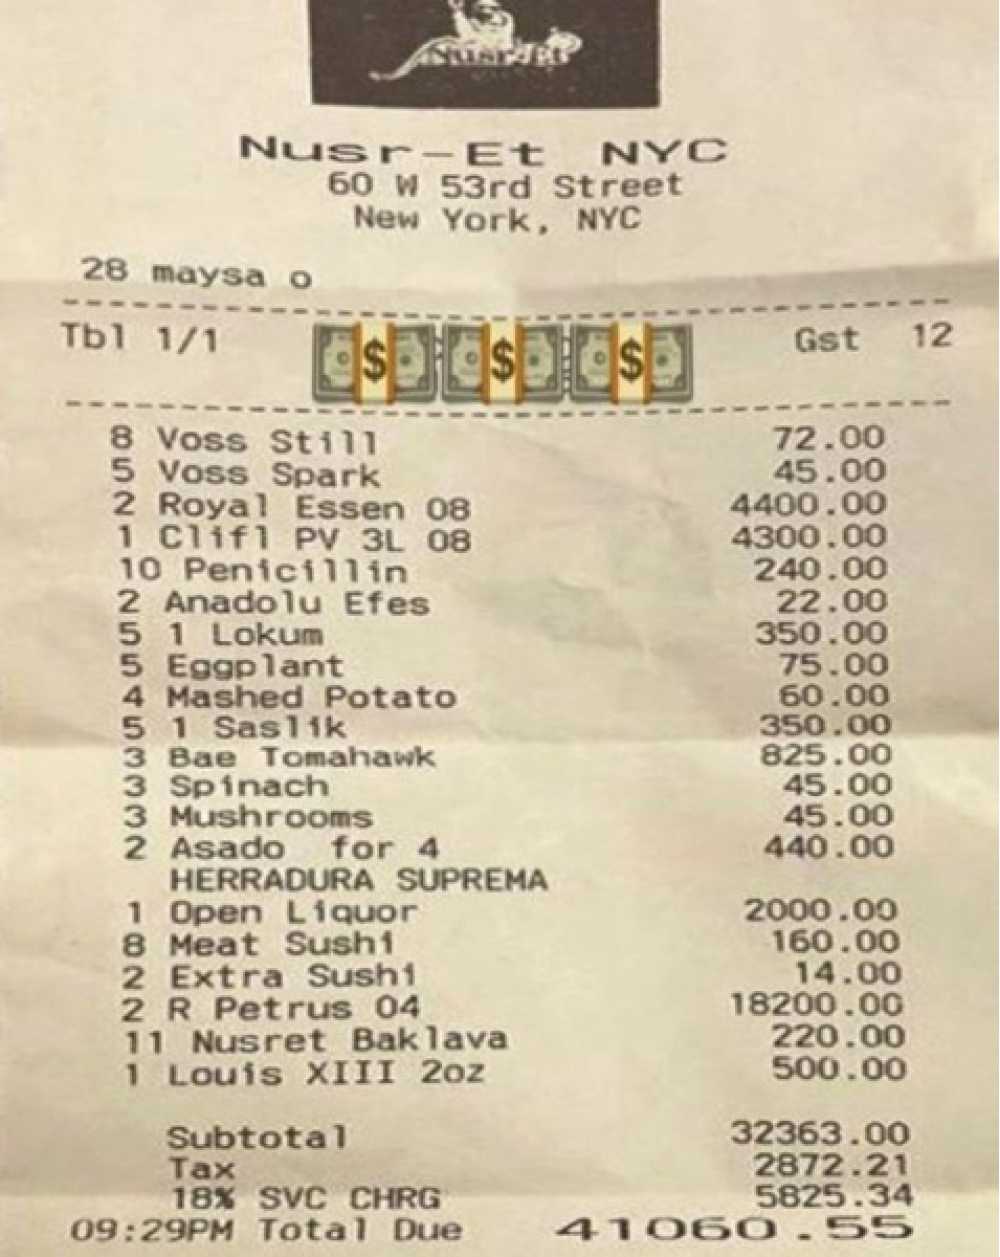 Nusr-Et
Nusr-Et NYC
60 W 53rd Street
New York, NYC
28 maysa o
Tbl 1/1 $ $ $ Gst 12
8 Voss Still 72.00
5 Voss Spark 45.00
2 Royal Essen 08 4400.00
1 Clifl PV 3L 08 4300.00
10 Penicillin 240.00
2 Anadolu Efes 22.00
5 1 Lokum 350.00
5 Eggplant 75.00
4 Mashed Potato 60.00
5 1 Saslik 350.00
3 Bae Tomahawk 825.00
3 Spinach 45.00
3 Mushrooms 45.00
2 Asado for 4 440.00
HERRADURA SUPREMA
1 Open Liquor 2000.00
8 Meat Sushi 160.00
2 Extra Sushi 14.00
2 R Petrus 04 18200.00
11 Nusret Baklava 220.00
1 Louis XIII 2oz 500.00
Subtotal 32363.00
Tax 2872.21
18% SVC CHRG 5825.34
09:29PM Total Due 41060.55